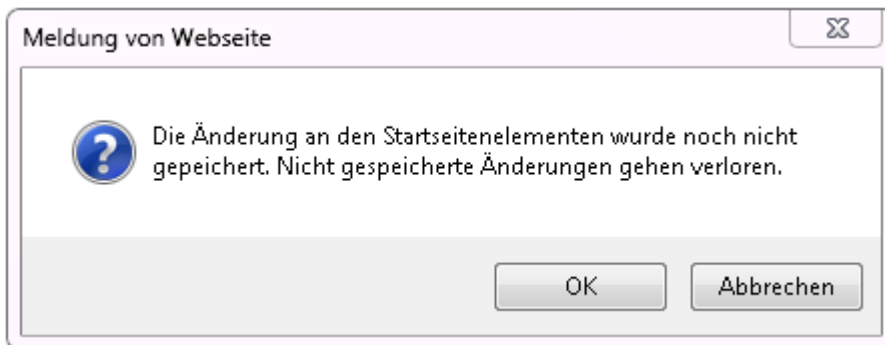 Meldung von Webseite
Die Änderung an den Startseitenelementen wurde noch nicht
gepeichert. Nicht gespeicherte Änderungen gehen verloren.
OK
Abbrechen